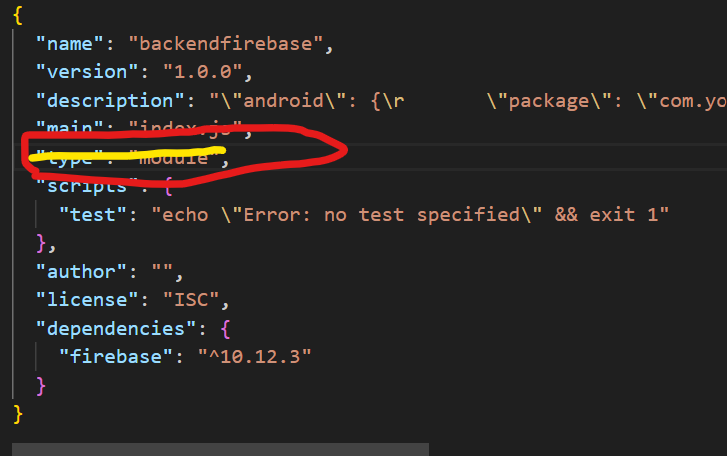 {
"name": "backendfirebase",
"version": "1.0.0",
"description": "\"android\": {\r \"package\": \"com.yo
"main": "index.js",
"type": "module",
"scripts": {
"test": "echo \"Error: no test specified\" && exit 1"
},
"author": "",
"license": "ISC",
"dependencies": {
"firebase": "^10.12.3"
}
}